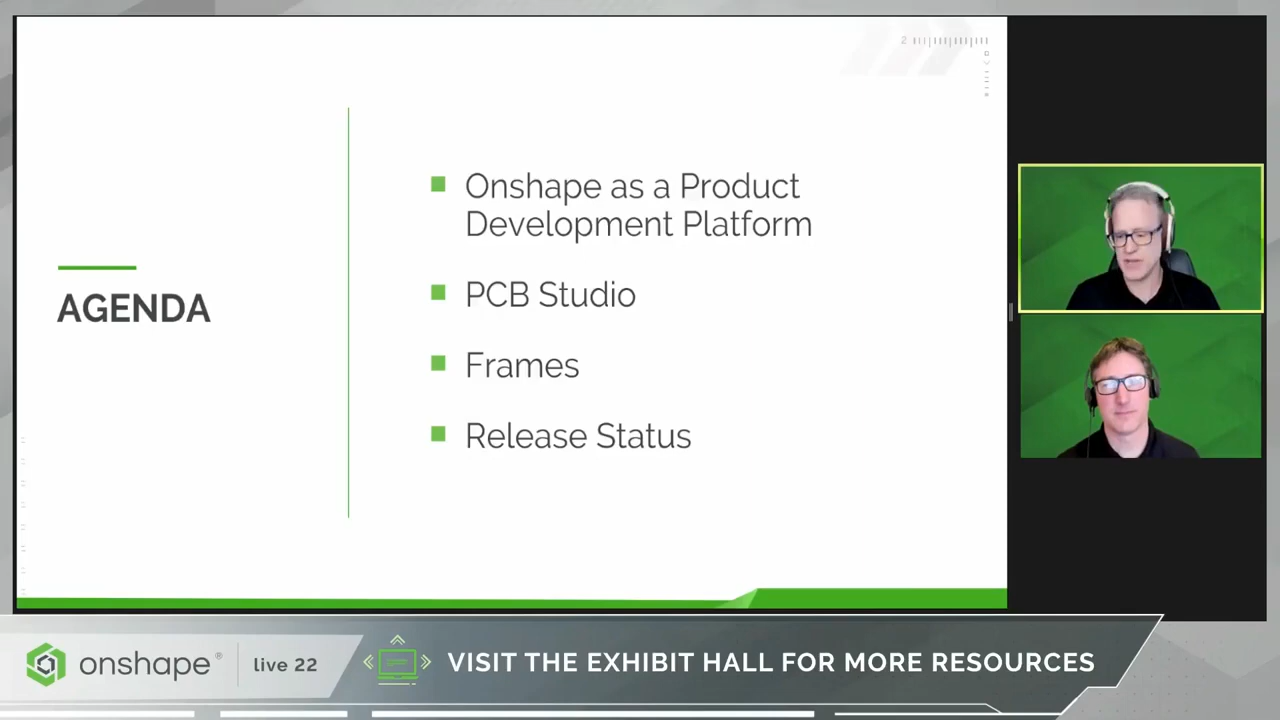 2
AGENDA
Onshape as a Product
Development Platform
PCB Studio
Frames
Release Status
onshape® live 22
VISIT THE EXHIBIT HALL FOR MORE RESOURCES